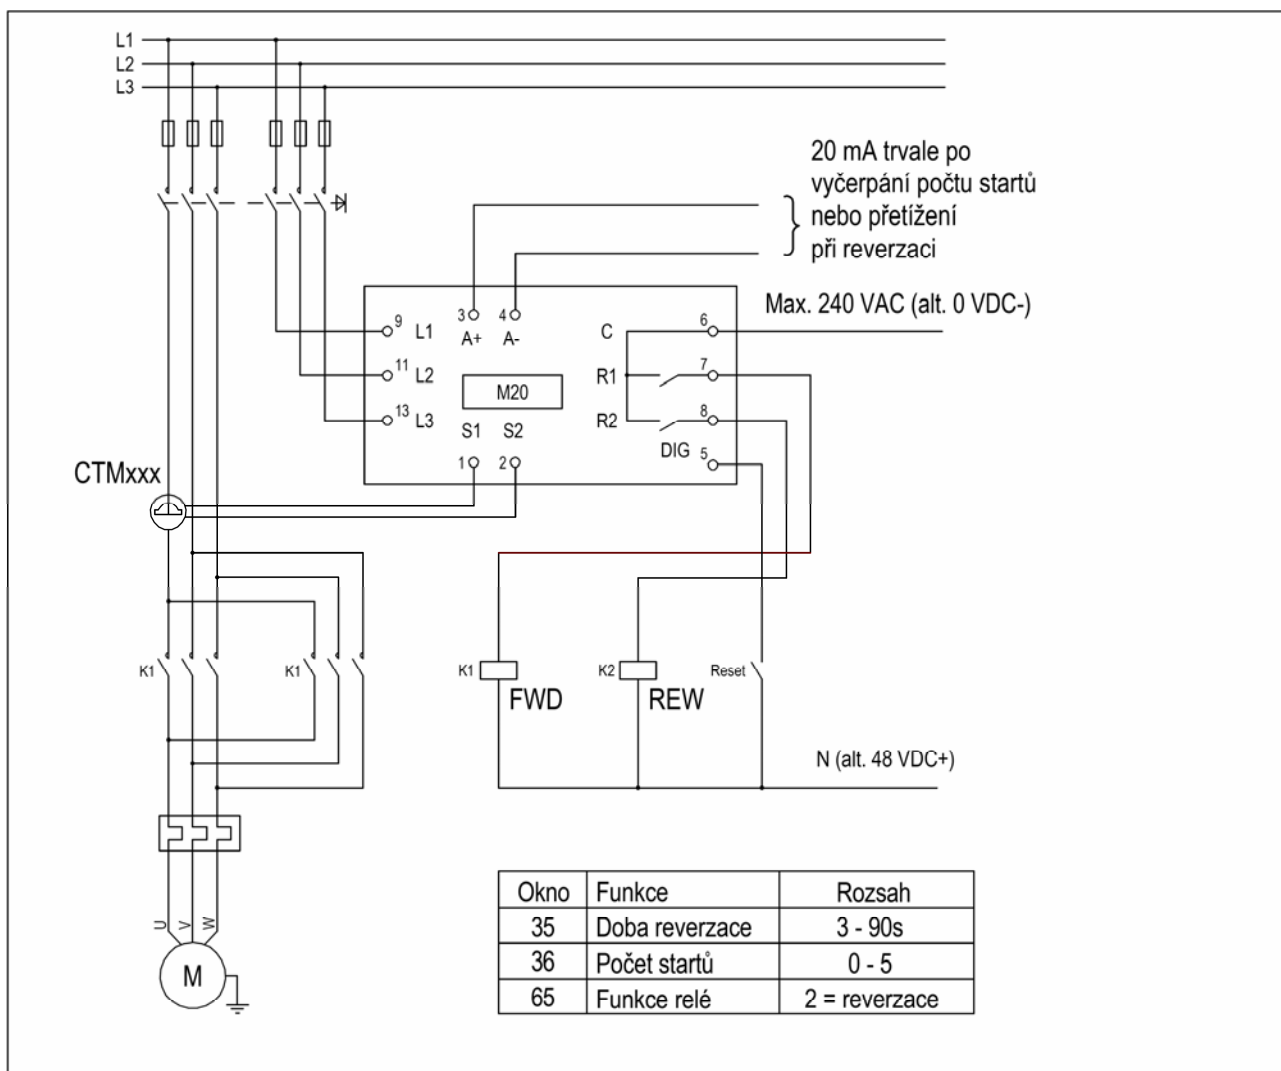 L1
L2
L3
20 mA trvale po
vyčerpání počtu startů
nebo přetížení
při reverzaci
Max. 240 VAC (alt. 0 VDC-)
3 4
A+ A-
9 L1
11 L2
13 L3
M20
S1 S2
1 2
C 6
R1 7
R2 8
DIG 5
CTMxxx
K1
K1
K1
FWD
K2
REW
Reset
N (alt. 48 VDC+)
U V W
M
Okno Funkce Rozsah
35 Doba reverzace 3 - 90s
36 Počet startů 0 - 5
65 Funkce relé 2 = reverzace